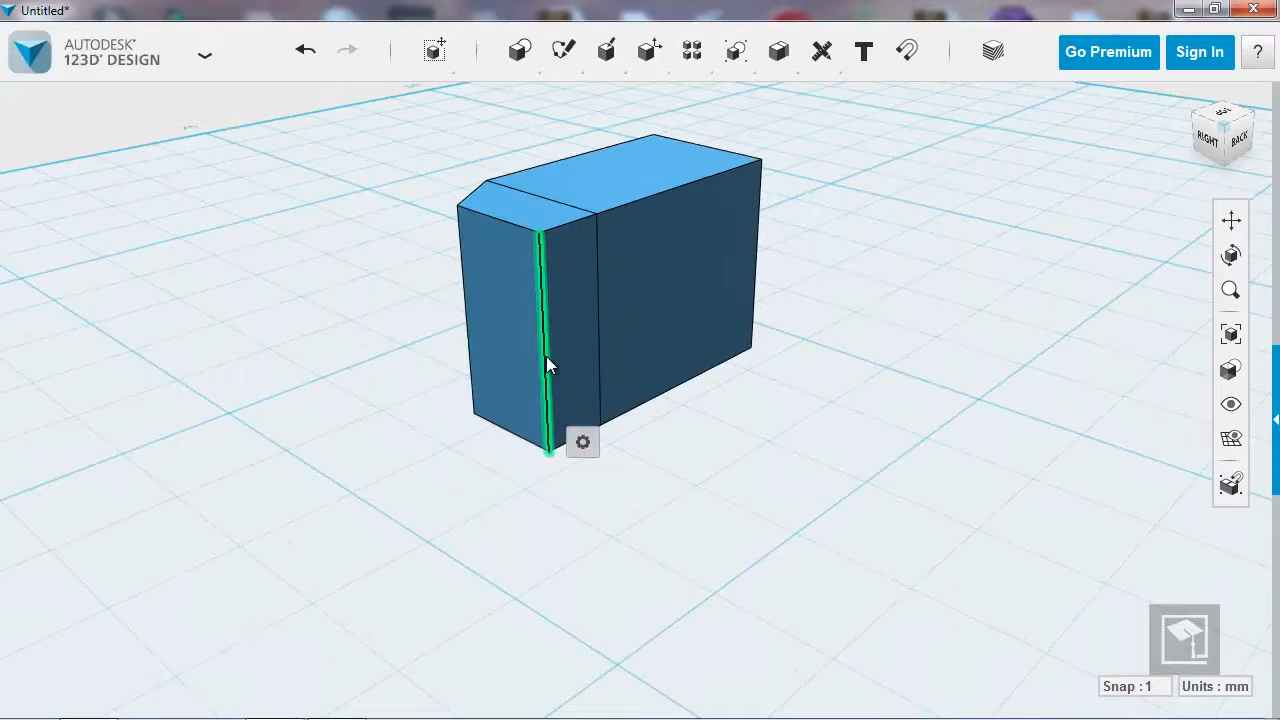 Untitled*
AUTODESK®
123D® DESIGN
Go Premium
Sign In
?
RIGHT
BACK
Snap : 1
Units : mm